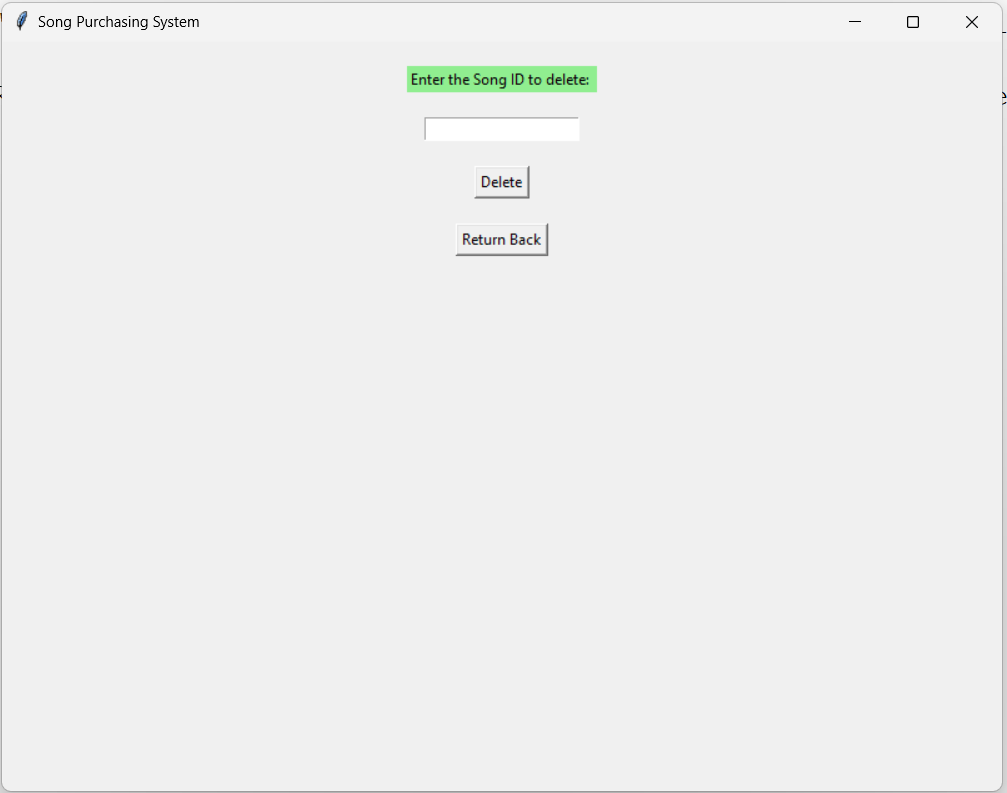 Song Purchasing System
Enter the Song ID to delete:
Delete
Return Back